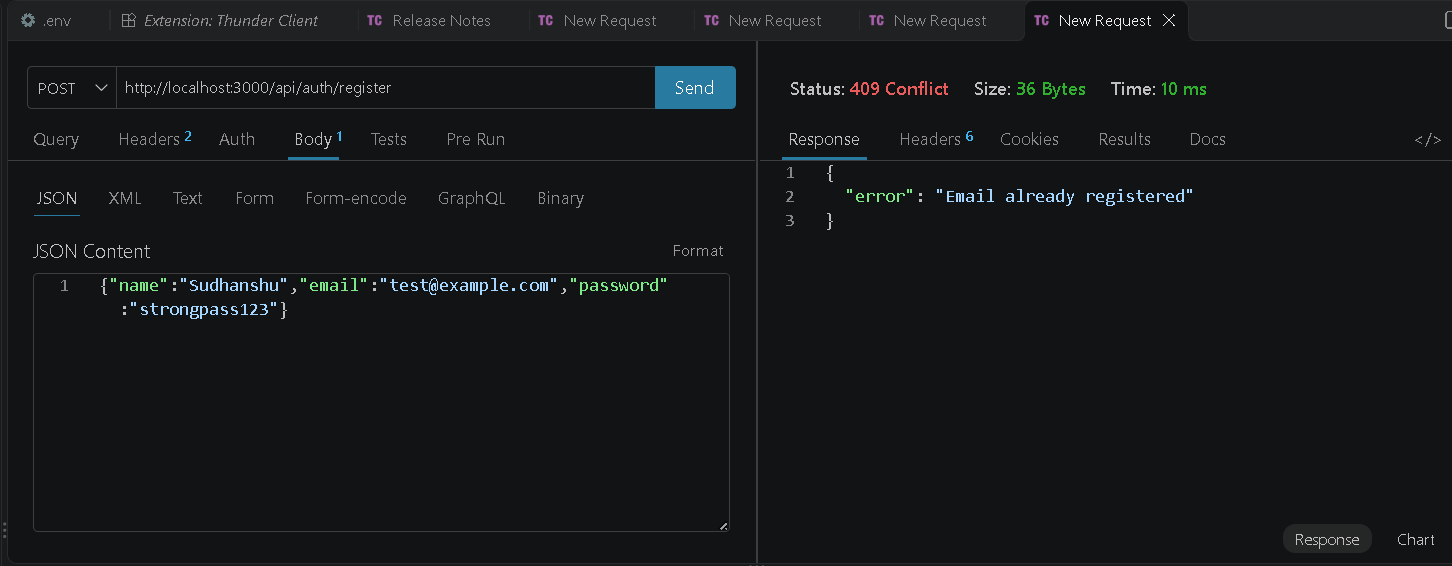 .env Extension: Thunder Client TC Release Notes TC New Request TC New Request TC New Request TC New Request
POST http://localhost:3000/api/auth/register Send
Query Headers 2 Auth Body 1 Tests Pre Run
JSON XML Text Form Form-encode GraphQL Binary
JSON Content Format
1 {"name":"Sudhanshu","email":"test@example.com","password"
:"strongpass123"}
Status: 409 Conflict Size: 36 Bytes Time: 10 ms
Response Headers 6 Cookies Results Docs </>
1 {
2 "error": "Email already registered"
3 }
Response Chart